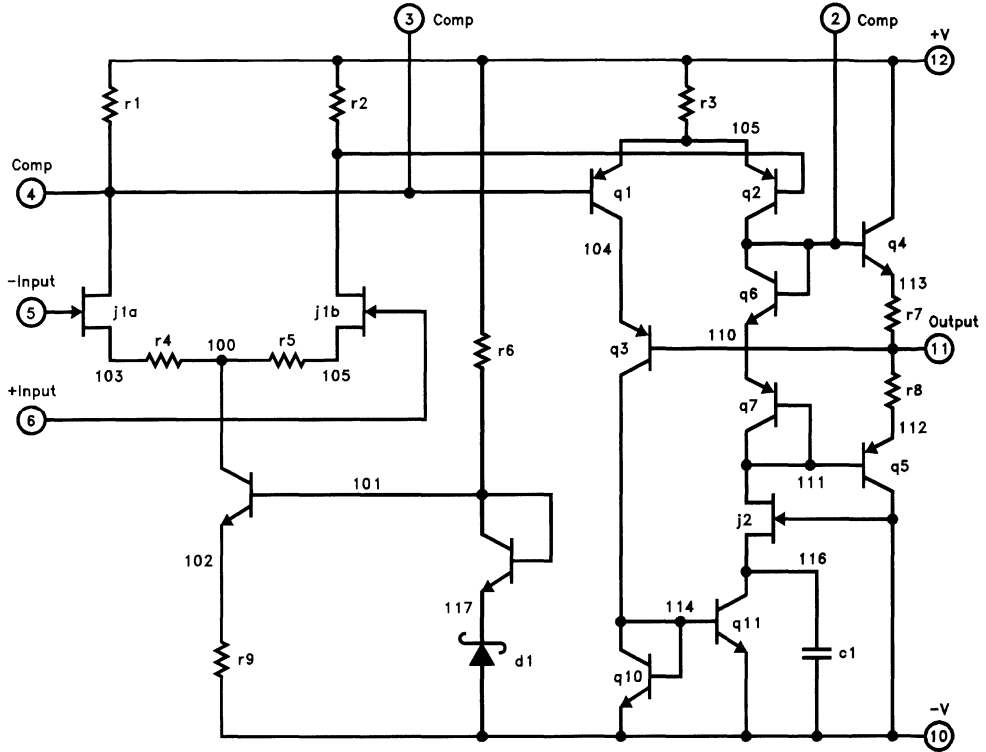 3 Comp
2 Comp
+V
12
r1
r2
r3
105
Comp
4
q1
q2
104
q4
-Input
5
j1a
j1b
q6
113
r7
r4
100
r5
r6
q3
110
Output
11
103
105
+Input
6
q7
r8
112
101
111
q5
j2
102
116
117
114
q11
r9
d1
c1
q10
-V
10